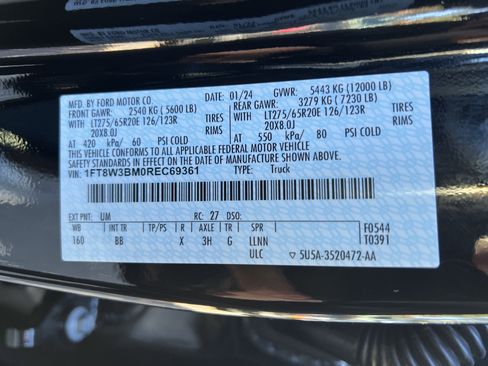 MFD. BY FORD MOTOR CO. 01/24 GVWR: 5443 KG (12000 LB)
FRONT GAWR: 2540 KG ( 5600 LB) REAR GAWR: 3279 KG ( 7230 LB)
LT275/65R20E 126/123R TIRES LT275/65R20E 126/123R TIRES
20X8.0J 20X8.0J
AT 420 kPa/ 60 PSI COLD AT 550 kPa/ 80 PSI COLD
THIS VEHICLE CONFORMS TO ALL APPLICABLE FEDERAL MOTOR VEHICLE
SAFETY STANDARDS IN EFFECT ON THE DATE OF MANUFACTURE SHOWN ABOVE.
VIN: 1FT8W3BM0REC69361 TYPE: Truck
EXT PNT: UM RC: 27 DSO:
WB INT TR TP/PS R AXLE TR SPR
160 BB X 3H G LLNN
ULC
F0544
T0391
▽ 5U5A-3520472-AA